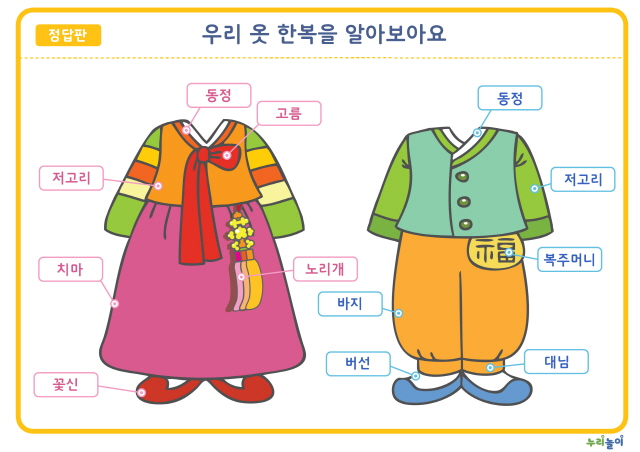 정답판
우리 옷 한복을 알아보아요
동정
고름
저고리
치마
노리개
꽃신
동정
저고리
복주머니
바지
버선
대님
福
누리놀이